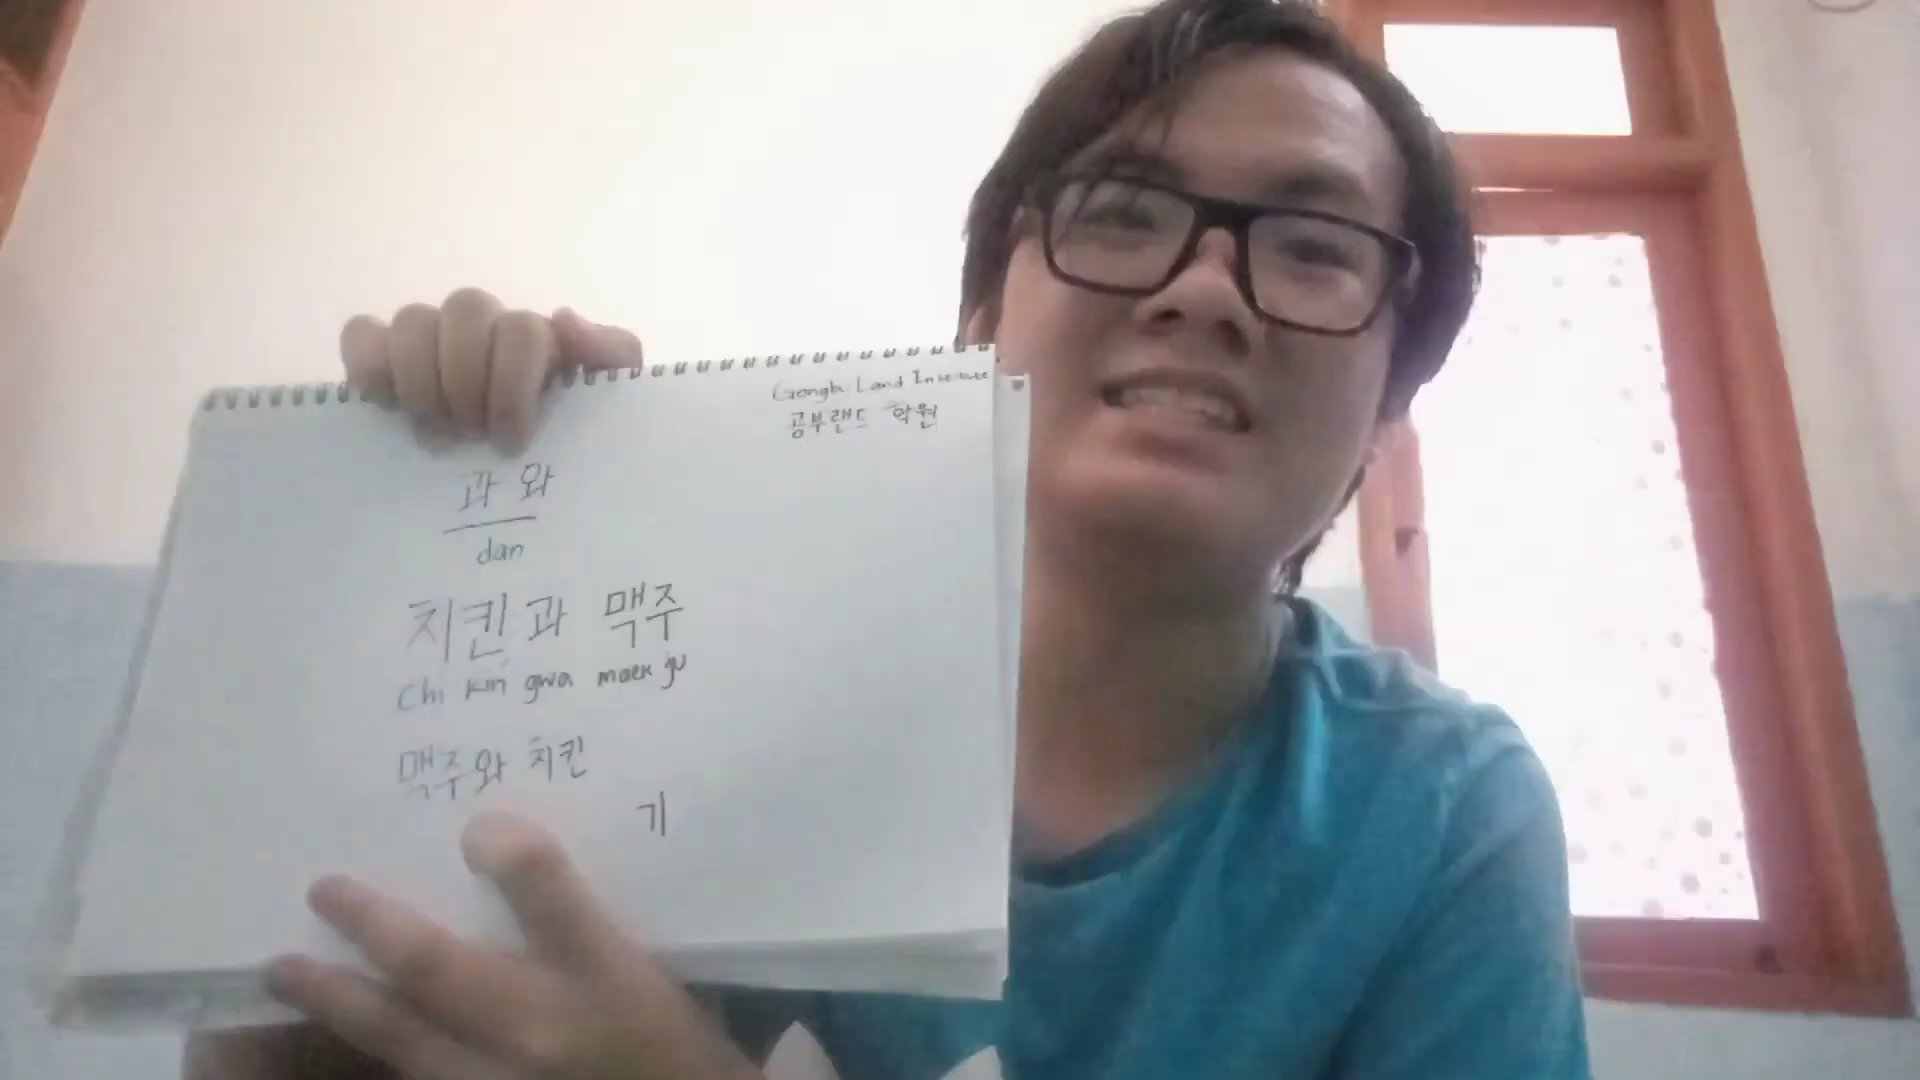 Gongbu Land Institute
공부랜드 학원
과 와
dan
치킨과 맥주
Chi kin gwa maek ju
맥주와 치킨
기